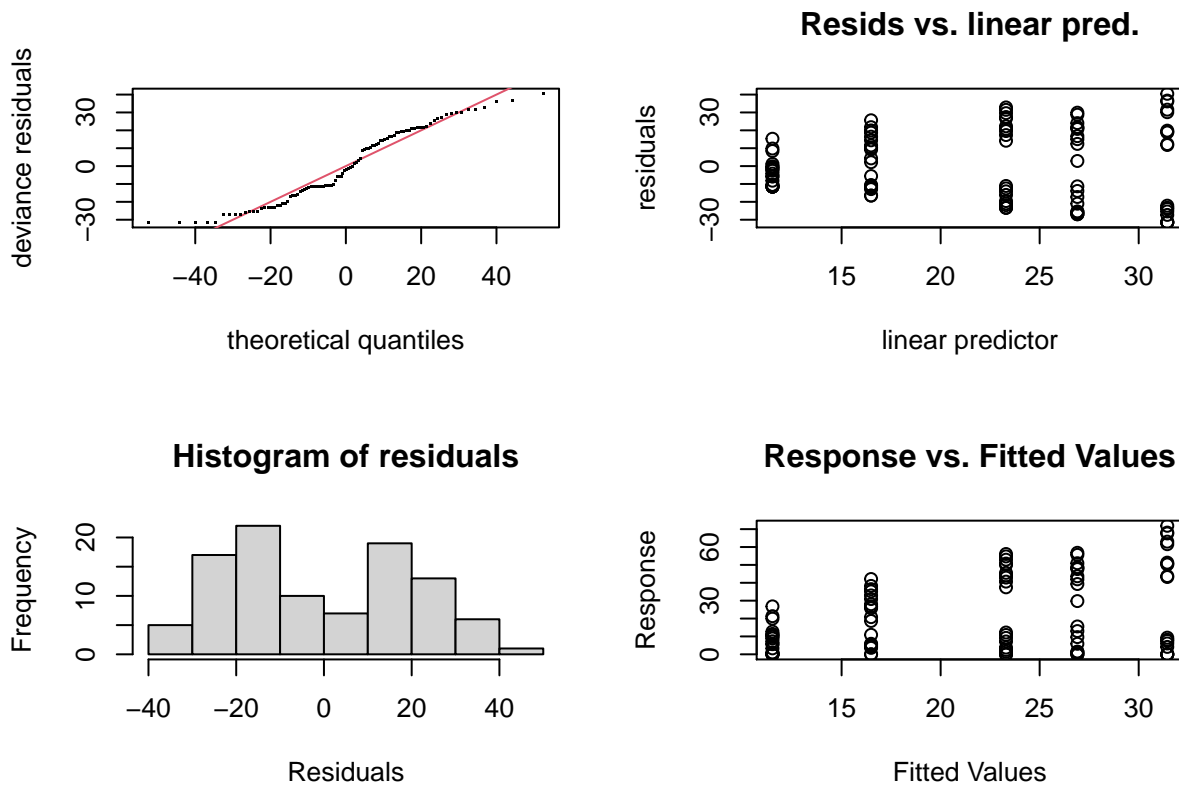 deviance residuals
30
0
−30
−40
−20
0
20
40
theoretical quantiles
Resids vs. linear pred.
residuals
30
0
−30
15
20
25
30
linear predictor
Histogram of residuals
Frequency
20
10
0
−40
−20
0
20
40
Residuals
Response vs. Fitted Values
Response
60
30
0
15
20
25
30
Fitted Values